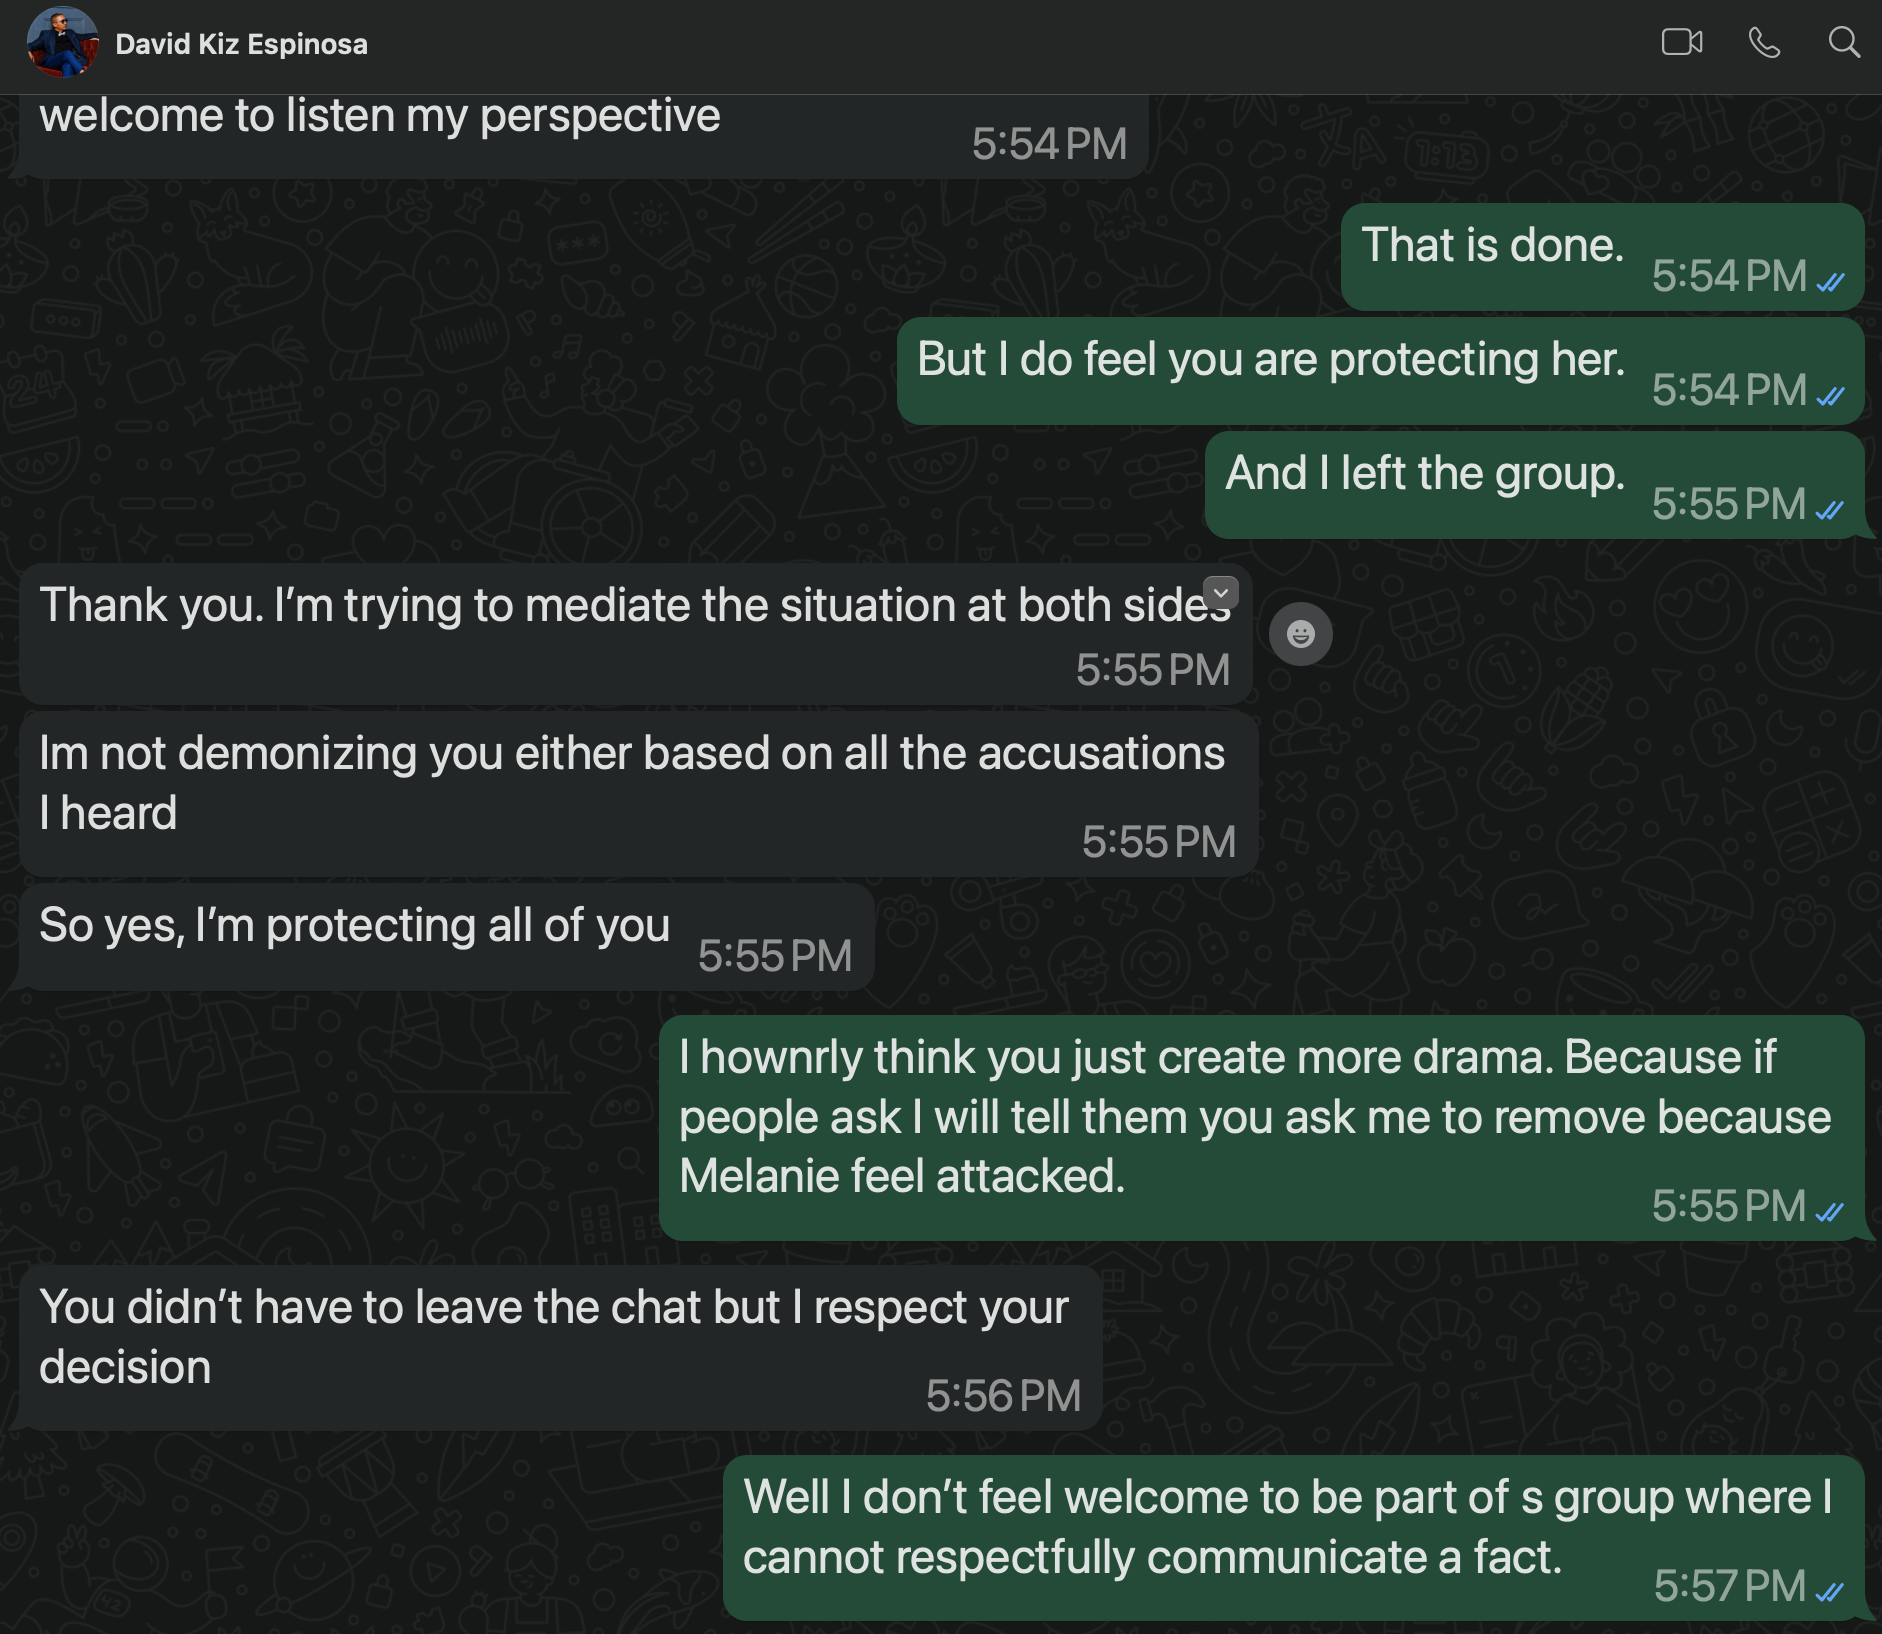 David Kiz Espinosa
welcome to listen my perspective
5:54 PM
That is done.
5:54 PM
But I do feel you are protecting her.
5:54 PM
And I left the group.
5:55 PM
Thank you. I'm trying to mediate the situation at both sides
5:55 PM
Im not demonizing you either based on all the accusations
I heard
5:55 PM
So yes, I'm protecting all of you
5:55 PM
I hownrly think you just create more drama. Because if
people ask I will tell them you ask me to remove because
Melanie feel attacked.
5:55 PM
You didn't have to leave the chat but I respect your
decision
5:56 PM
Well I don't feel welcome to be part of s group where I
cannot respectfully communicate a fact.
5:57 PM